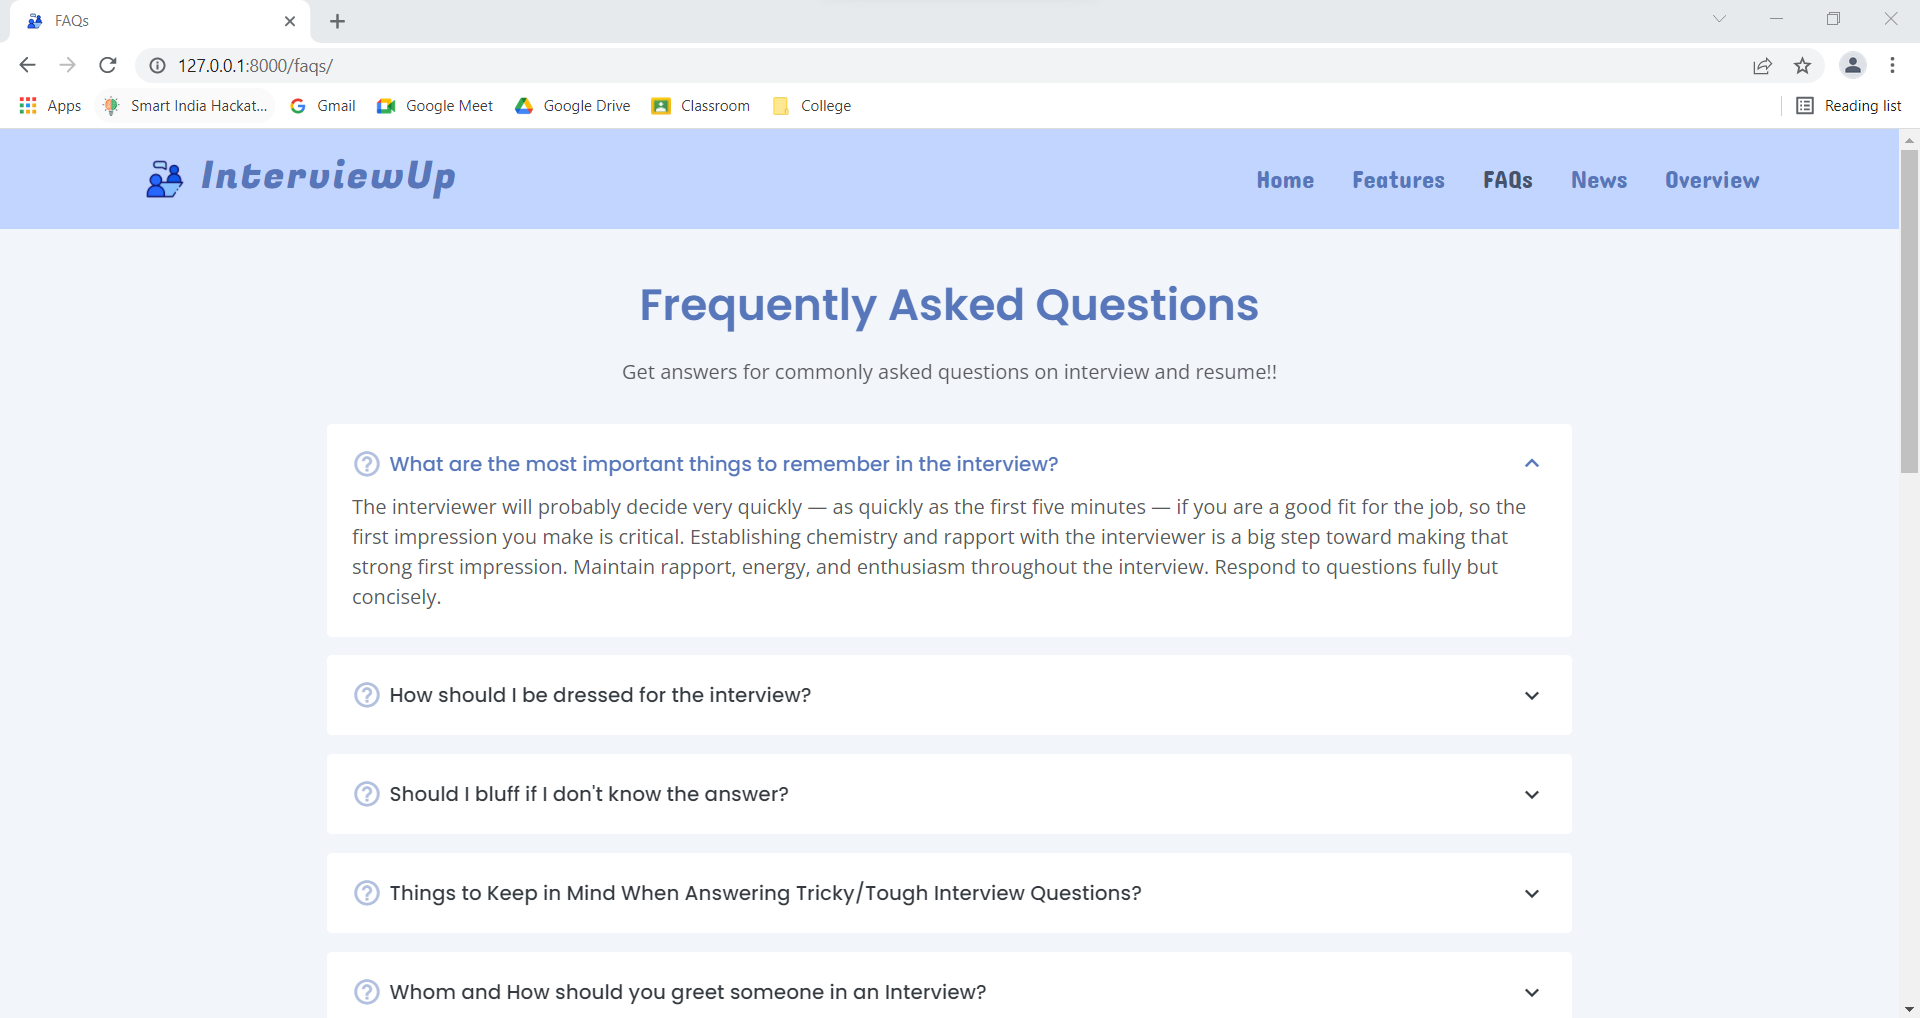 FAQs
127.0.0.1:8000/faqs/
Apps Smart India Hackat... Gmail Google Meet Google Drive Classroom College Reading list
InterviewUp Home Features FAQs News Overview
Frequently Asked Questions
Get answers for commonly asked questions on interview and resume!!
What are the most important things to remember in the interview?
The interviewer will probably decide very quickly — as quickly as the first five minutes — if you are a good fit for the job, so the
first impression you make is critical. Establishing chemistry and rapport with the interviewer is a big step toward making that
strong first impression. Maintain rapport, energy, and enthusiasm throughout the interview. Respond to questions fully but
concisely.
How should I be dressed for the interview?
Should I bluff if I don't know the answer?
Things to Keep in Mind When Answering Tricky/Tough Interview Questions?
Whom and How should you greet someone in an Interview?